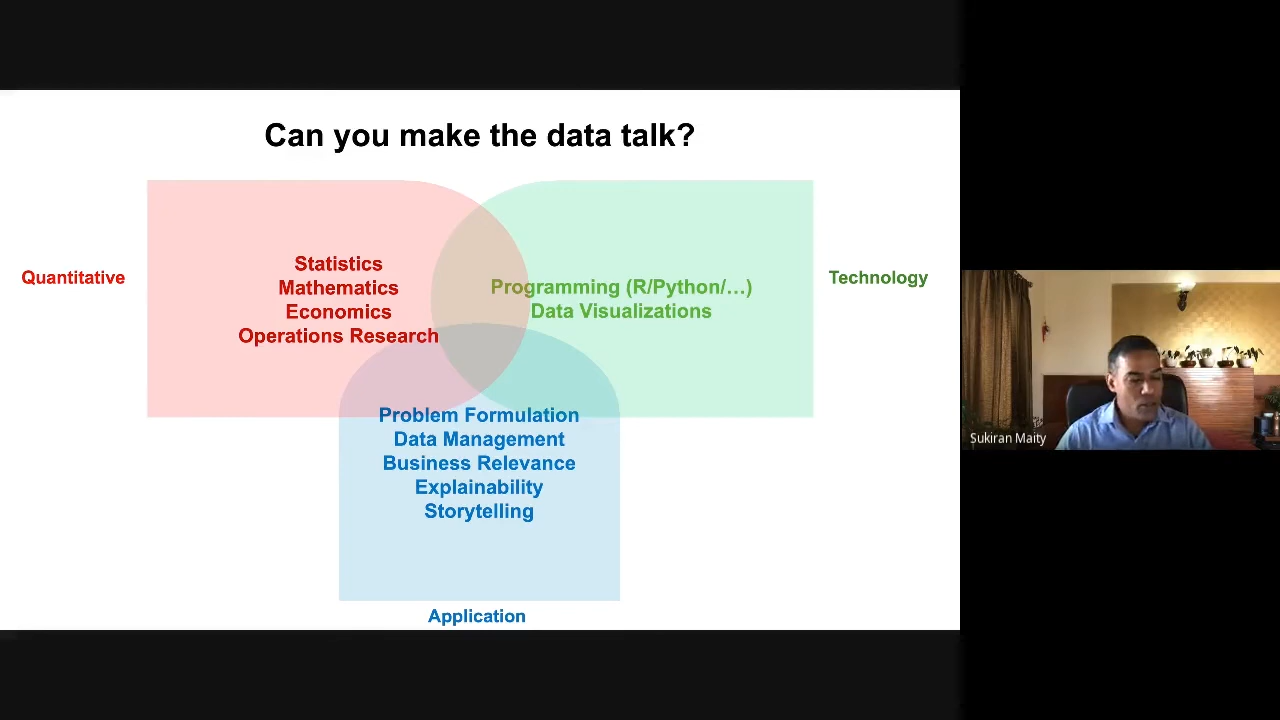 Can you make the data talk?
Quantitative
Statistics
Mathematics
Economics
Operations Research
Programming (R/Python/…)
Data Visualizations
Technology
Problem Formulation
Data Management
Business Relevance
Explainability
Storytelling
Application
Sukiran Maity